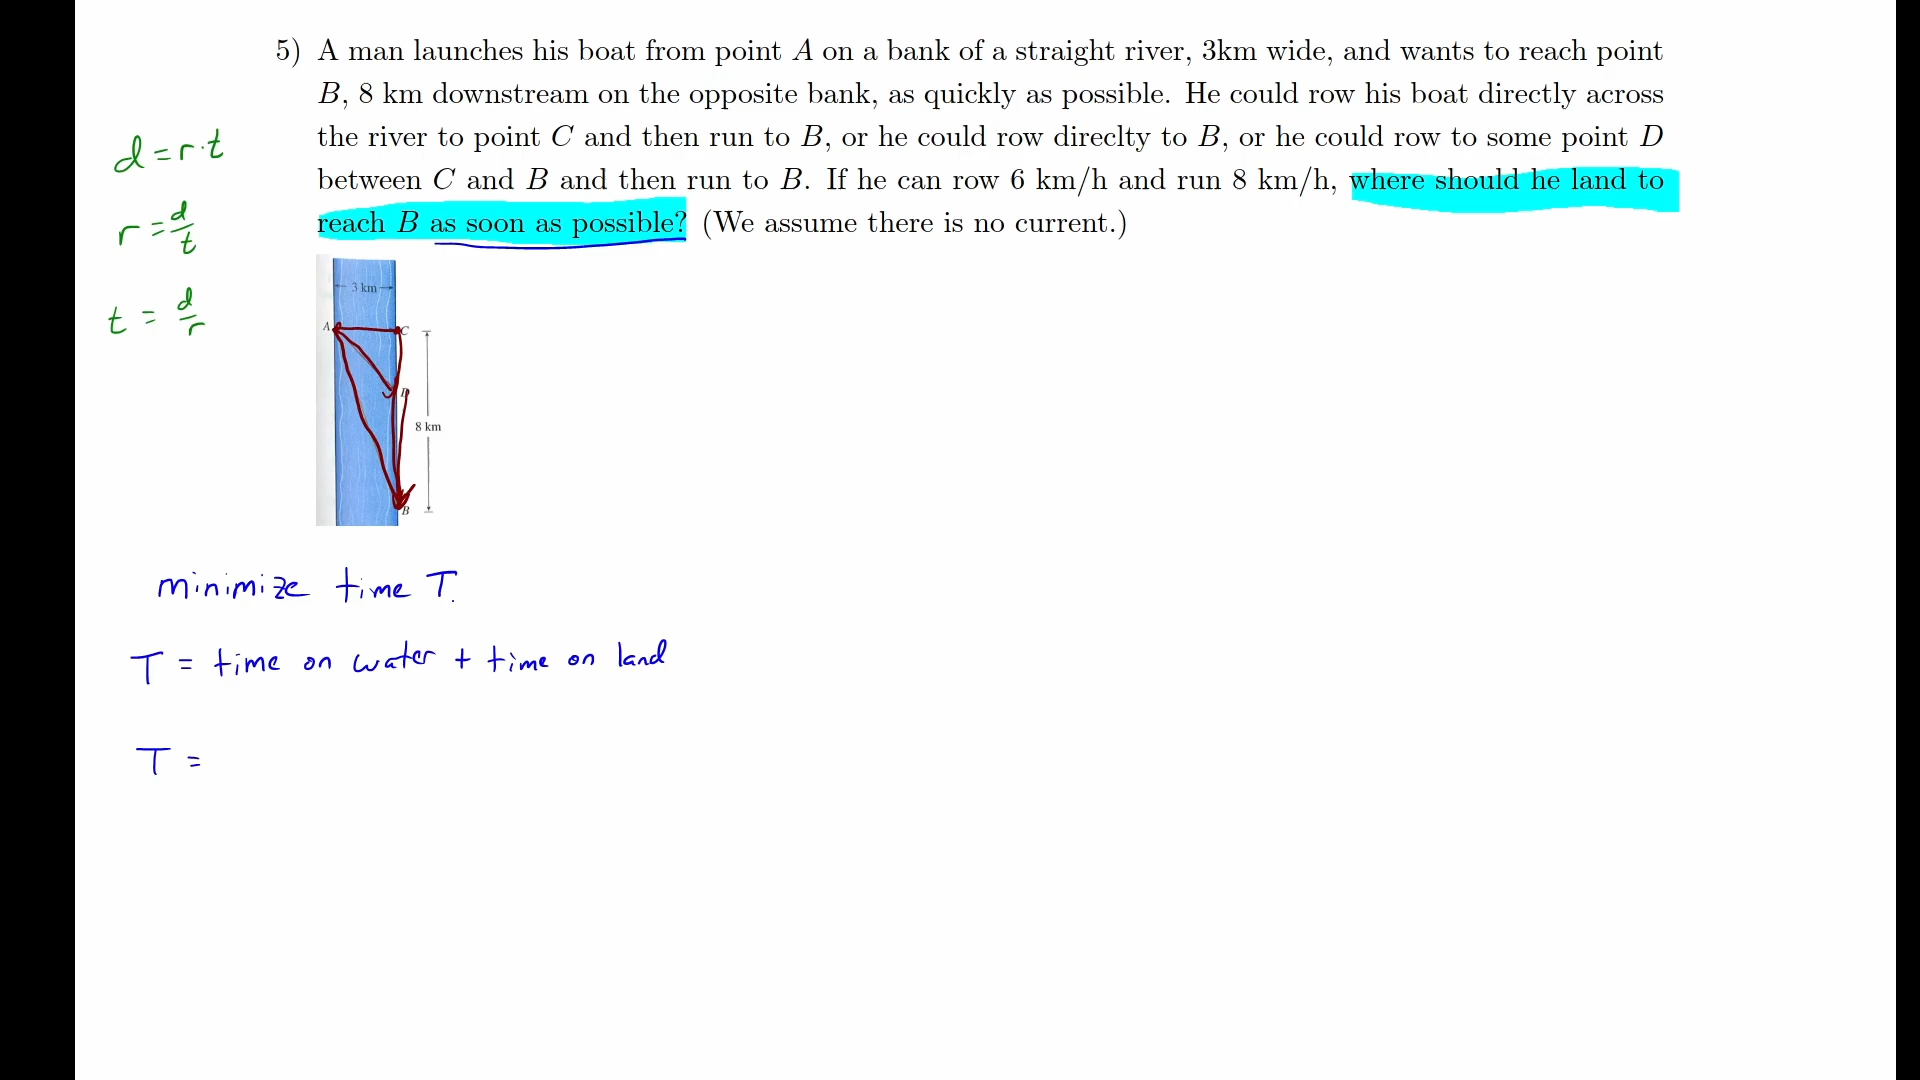 5) A man launches his boat from point A on a bank of a straight river, 3km wide, and wants to reach point
B, 8 km downstream on the opposite bank, as quickly as possible. He could row his boat directly across
the river to point C and then run to B, or he could row direclty to B, or he could row to some point D
between C and B and then run to B. If he can row 6 km/h and run 8 km/h, where should he land to
reach B as soon as possible? (We assume there is no current.)
d = r · t
r = d/t
t = d/r
3 km
A
C
D
8 km
B
minimize time T.
T = time on water + time on land
T =